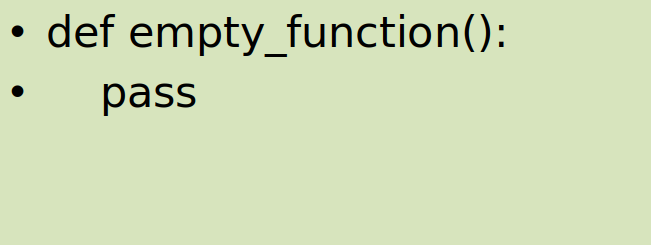 • def empty_function():
•     pass